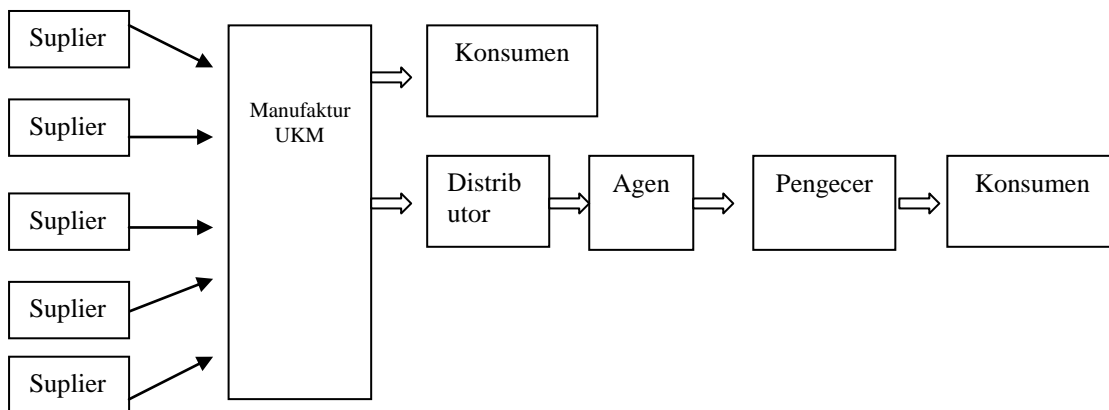 Suplier
Suplier
Suplier
Suplier
Suplier
Manufaktur
UKM
Konsumen
Distrib
utor
Agen
Pengecer
Konsumen